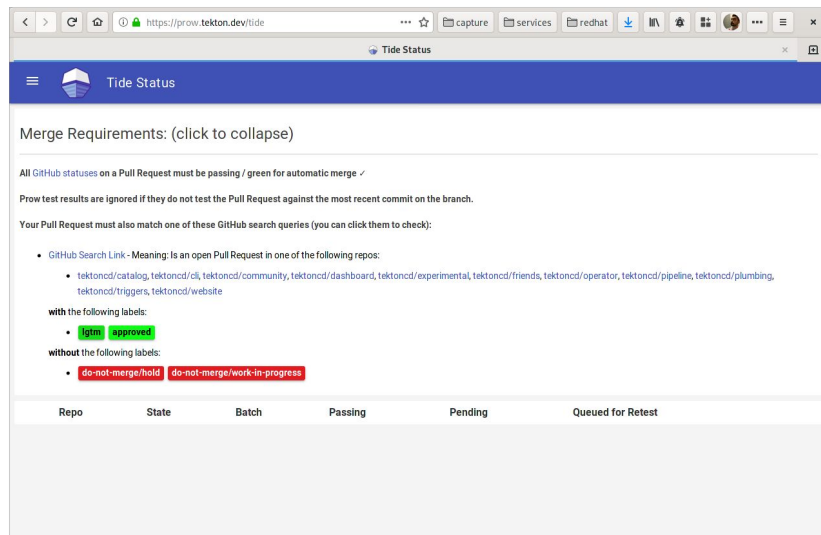 https://prow.tekton.dev/tide
capture
services
redhat
Tide Status
Tide Status
Merge Requirements: (click to collapse)
All GitHub statuses on a Pull Request must be passing / green for automatic merge ✓
Prow test results are ignored if they do not test the Pull Request against the most recent commit on the branch.
Your Pull Request must also match one of these GitHub search queries (you can click them to check):
• GitHub Search Link - Meaning: Is an open Pull Request in one of the following repos:
• tektoncd/catalog, tektoncd/cli, tektoncd/community, tektoncd/dashboard, tektoncd/experimental, tektoncd/friends, tektoncd/operator, tektoncd/pipeline, tektoncd/plumbing,
tektoncd/triggers, tektoncd/website
with the following labels:
• lgtm approved
without the following labels:
• do-not-merge/hold do-not-merge/work-in-progress
Repo State Batch Passing Pending Queued for Retest